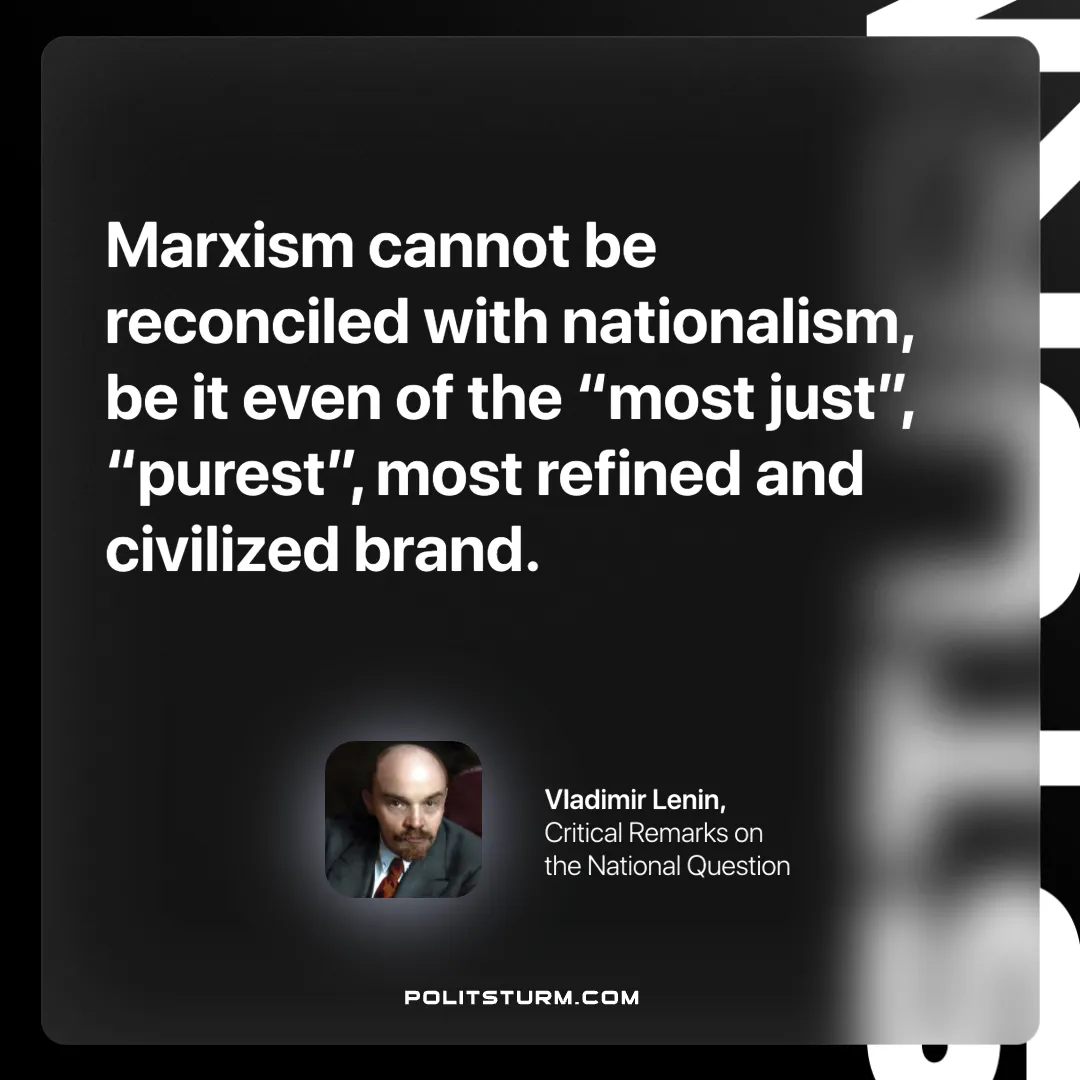 Marxism cannot be
reconciled with nationalism,
be it even of the “most just”,
“purest”, most refined and
civilized brand.
Vladimir Lenin,
Critical Remarks on
the National Question
POLITSTURM.COM